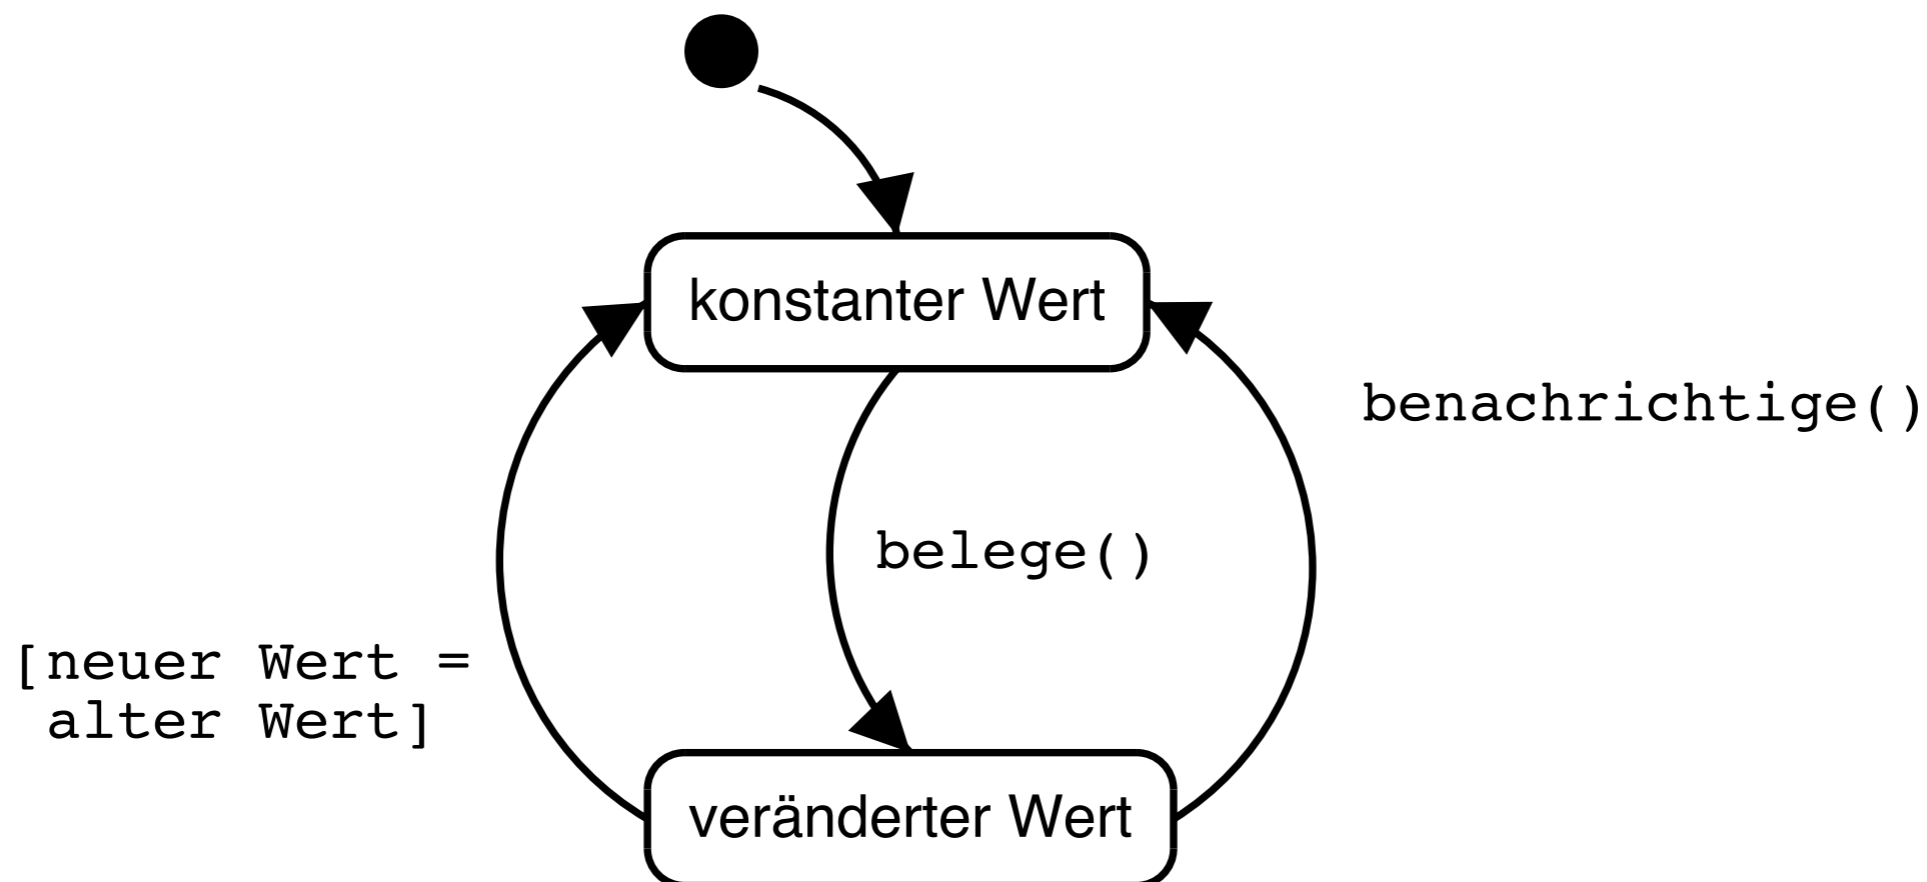 konstanter Wert
benachrichtige()
belege()
[neuer Wert =
alter Wert]
veränderter Wert